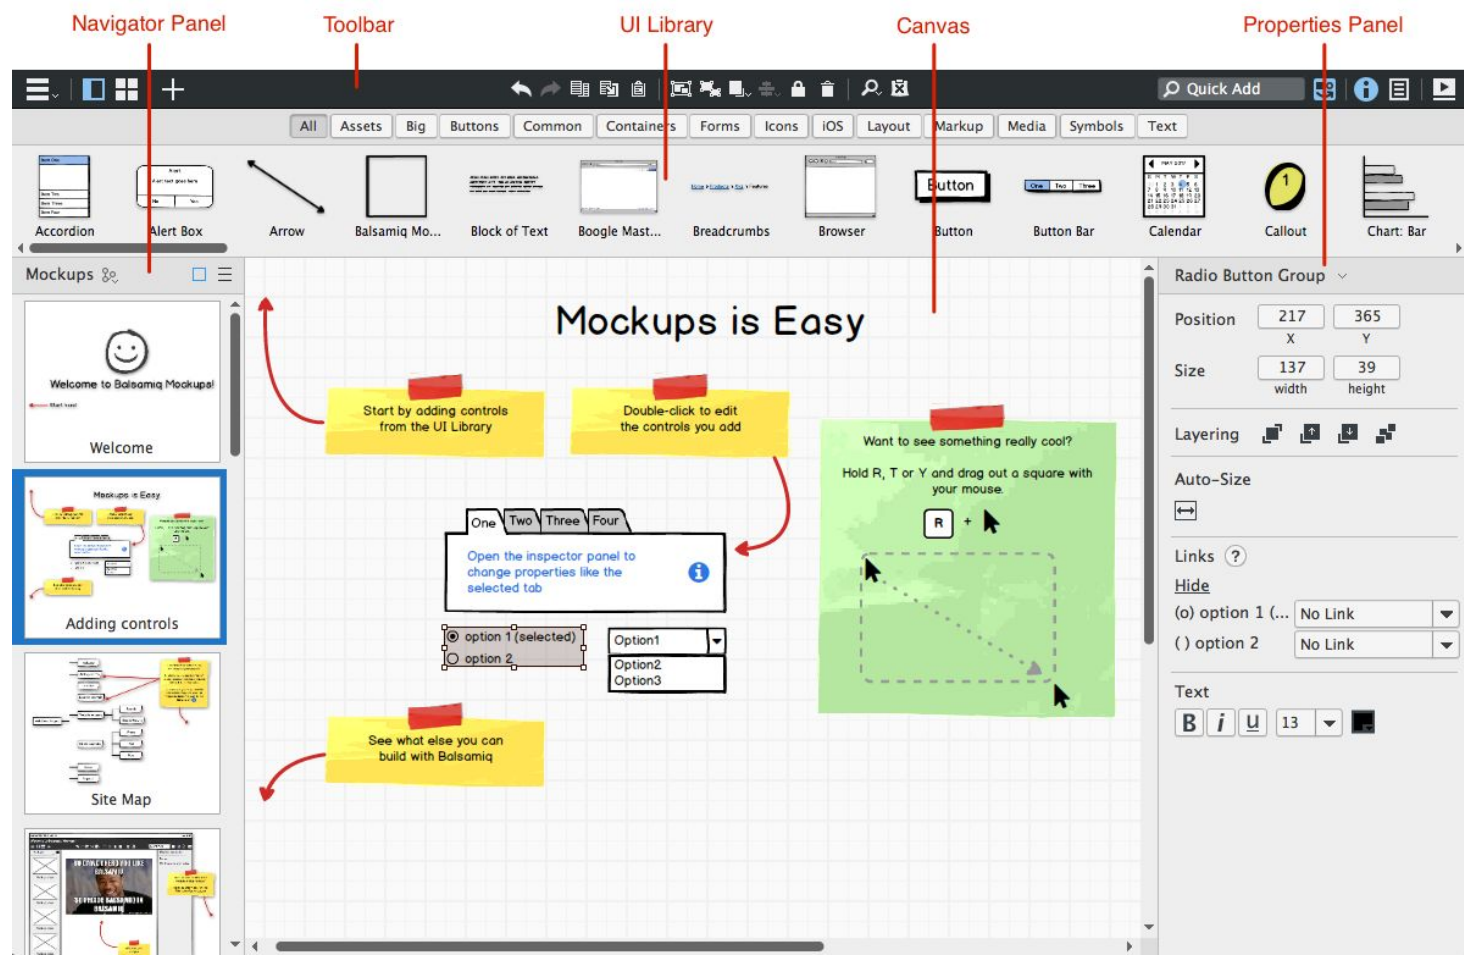 Navigator Panel
Toolbar
UI Library
Canvas
Properties Panel
Quick Add
All
Assets
Big
Buttons
Common
Containers
Forms
Icons
iOS
Layout
Markup
Media
Symbols
Text
Accordion
Alert Box
Arrow
Balsamiq Mo...
Block of Text
Boogle Mast...
Breadcrumbs
Browser
Button
Button
Button Bar
One Two Three
Calendar
1
Callout
Chart: Bar
Mockups
Welcome to Balsamiq Mockups!
Welcome
Mockups is Easy
Adding controls
Site Map
Mockups is Easy
Start by adding controls
from the UI Library
Double-click to edit
the controls you add
Want to see something really cool?
Hold R, T or Y and drag out a square with
your mouse.
R +
One Two Three Four
Open the inspector panel to
change properties like the
selected tab
option 1 (selected)
option 2
Option1
Option2
Option3
See what else you can
build with Balsamiq
Radio Button Group
Position 217 365
X Y
Size 137 39
width height
Layering
Auto-Size
Links ?
Hide
(o) option 1 (... No Link
( ) option 2 No Link
Text
B i U 13